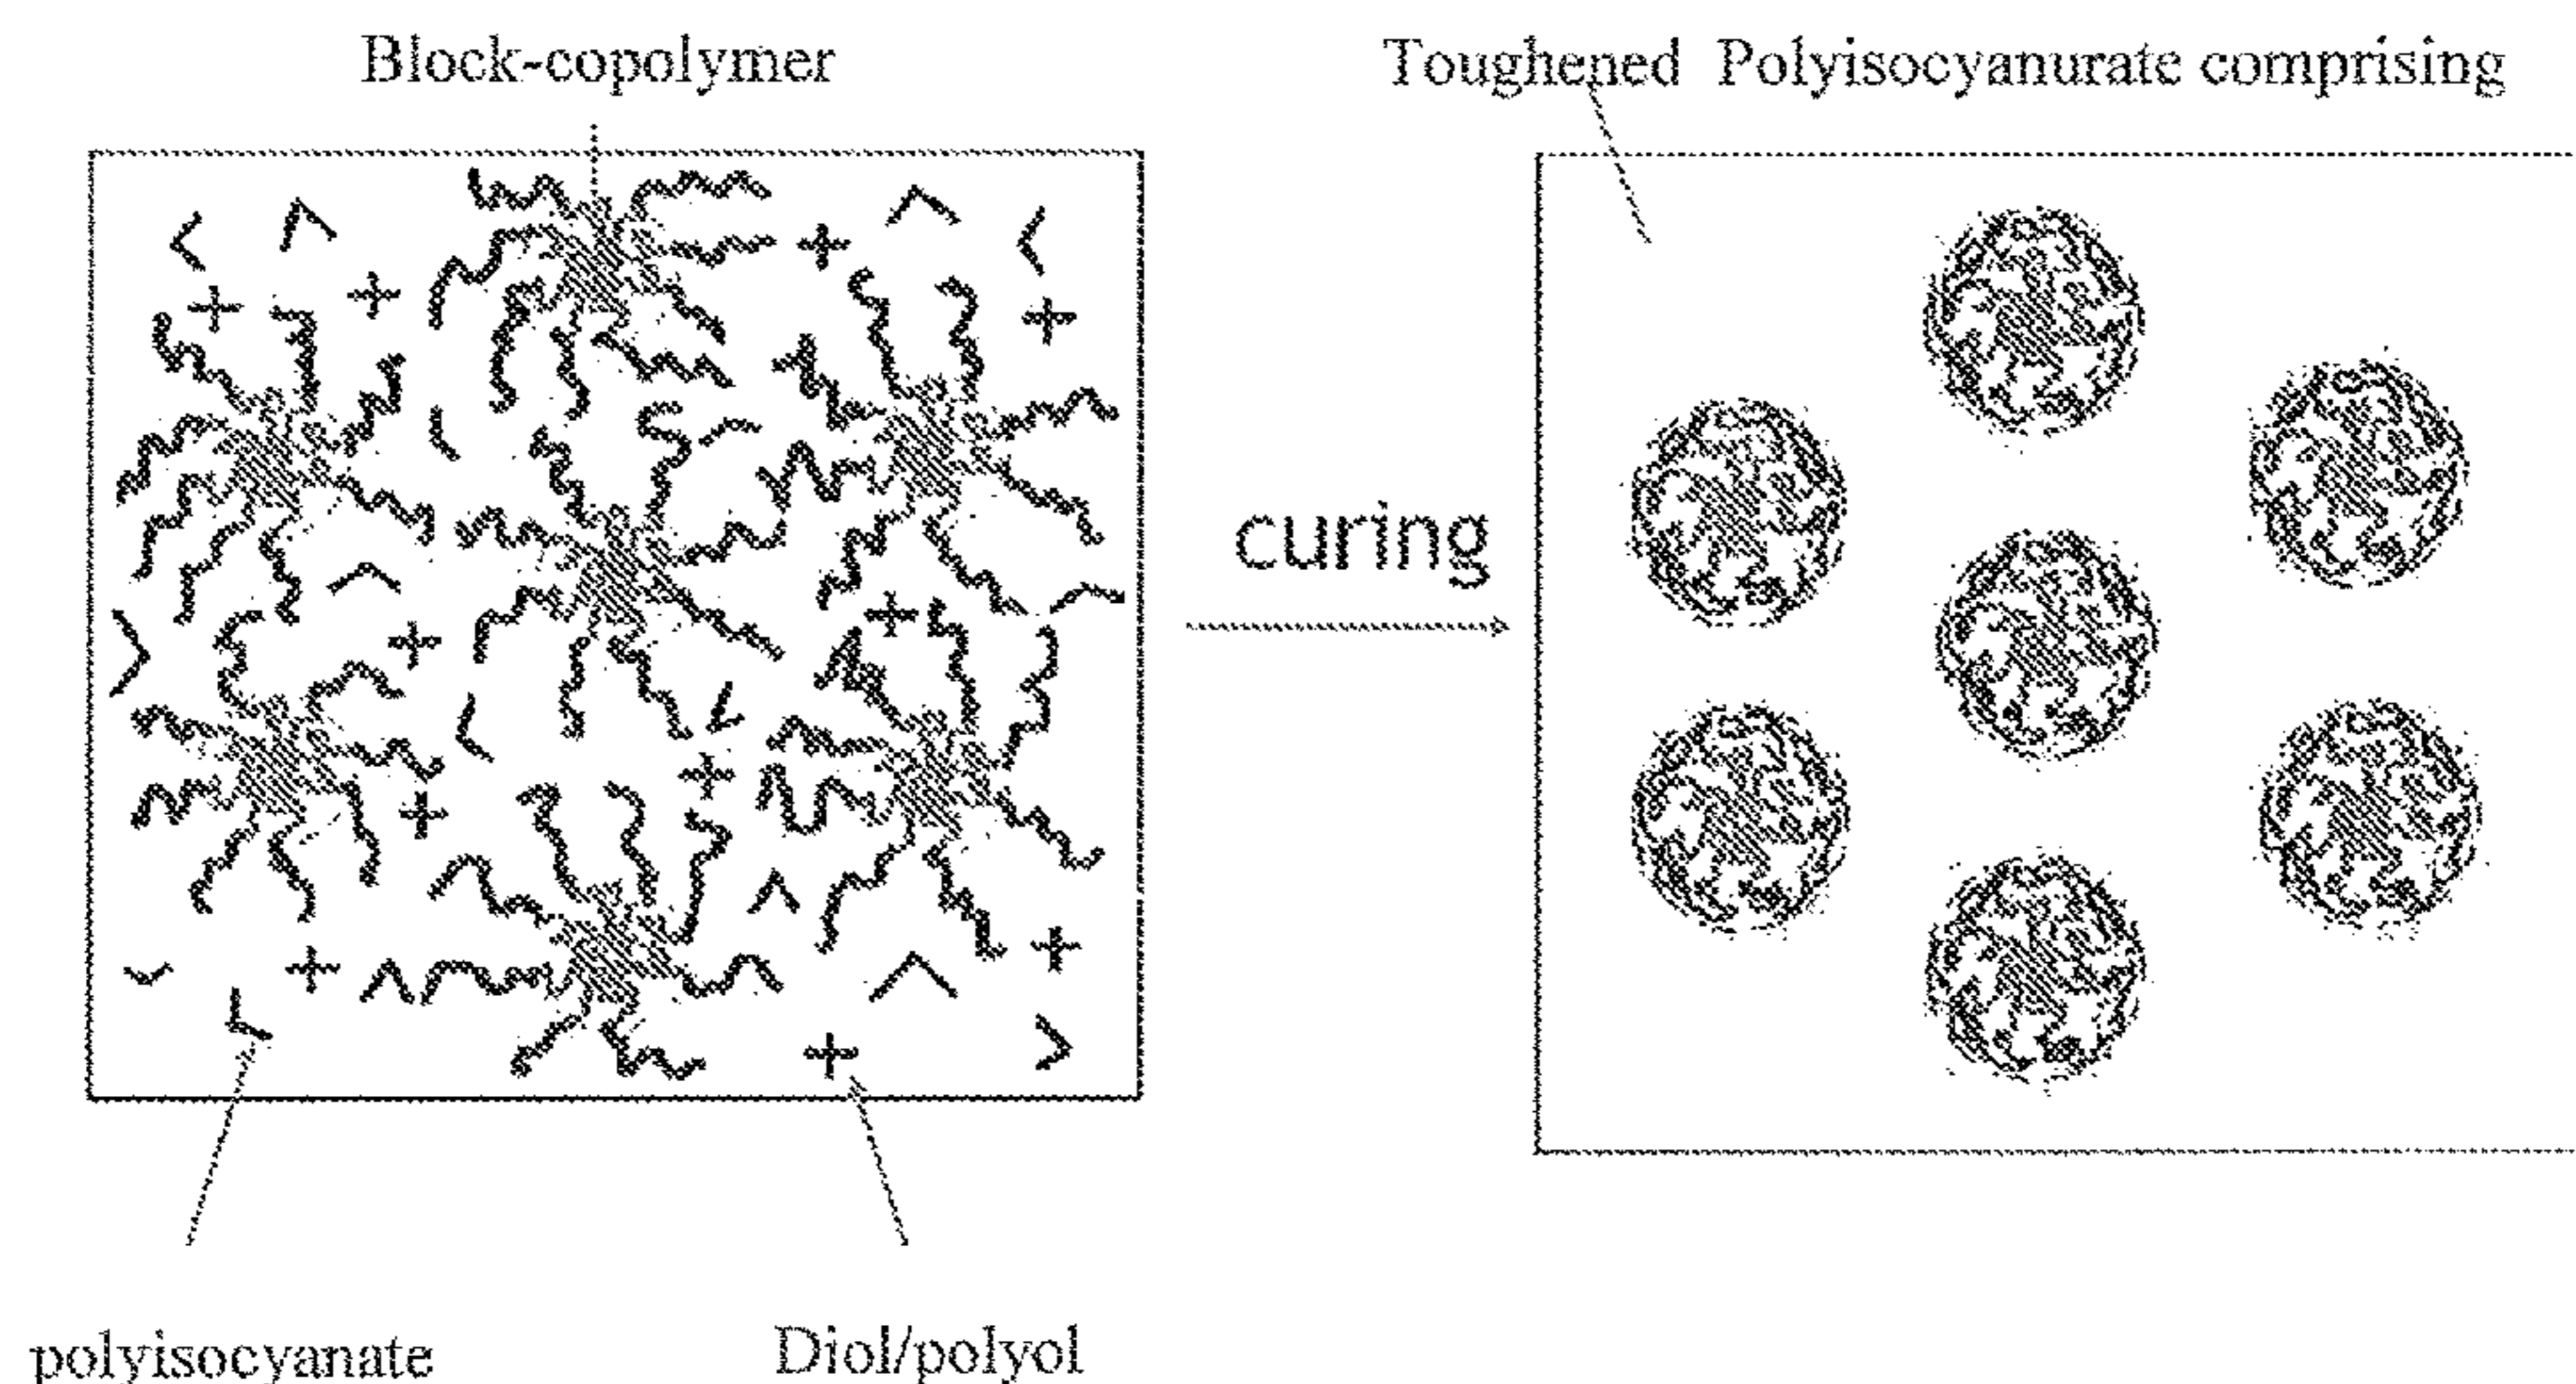 Block-copolymer
Toughened Polyisocyanurate comprising
curing
polyisocyanate
Diol/polyol